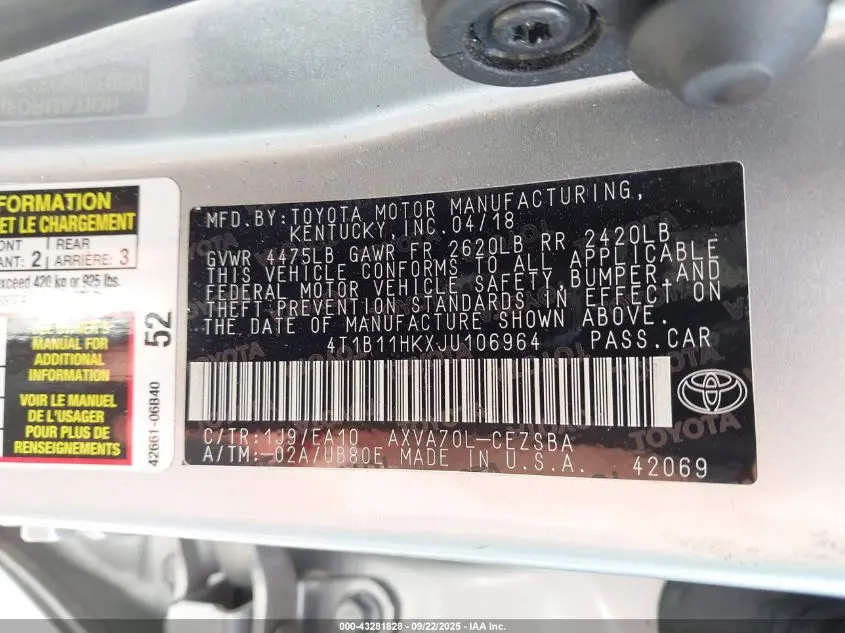 FORMATION
ET LE CHARGEMENT
REAR
ANT: 2 ARRIÈRE: 3
exceed 420 kg or 925 lbs.
MANUAL FOR
ADDITIONAL
INFORMATION
VOIR LE MANUEL
DE L'USAGER
POUR PLUS DE
RENSEIGNEMENTS
52
42661-06B40
MFD.BY:TOYOTA MOTOR MANUFACTURING,
KENTUCKY, INC.04/18
GVWR 4475LB GAWR FR 2620LB RR 2420LB
THIS VEHICLE CONFORMS TO ALL APPLICABLE
FEDERAL MOTOR VEHICLE SAFETY,BUMPER,AND
THEFT PREVENTION STANDARDS IN EFFECT ON
THE DATE OF MANUFACTURE SHOWN ABOVE.
4T1B11HKXJU106964 PASS.CAR
TOYOTA
C/TR:1J9/EA10 AXVA70L-CEZSBA
A/TM:-02A/UB80E MADE IN U.S.A. 42069
000-43281828 - 09/22/2025 - IAA Inc.